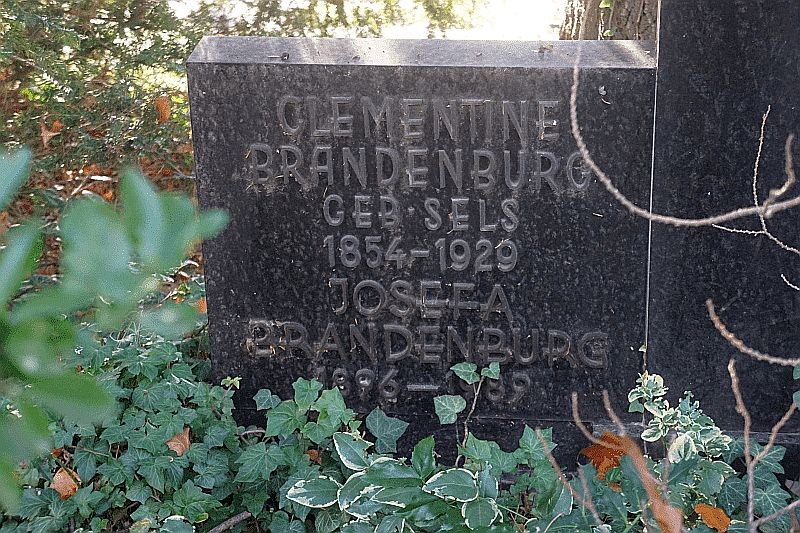 CLEMENTINE
BRANDENBURG
GEB·SELS
1854–1929
JOSEFA
BRANDENBURG